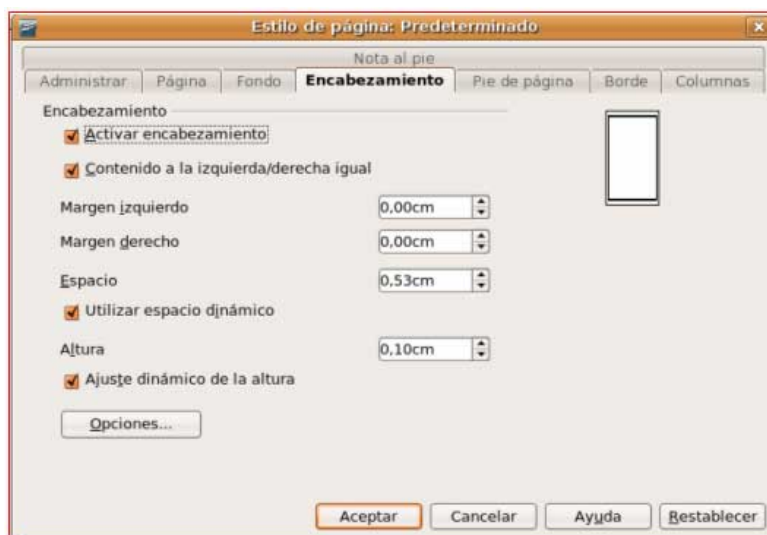 Estilo de página: Predeterminado
Nota al pie
Administrar Página Fondo Encabezamiento Pie de página Borde Columnas
Encabezamiento
Activar encabezamiento
Contenido a la izquierda/derecha igual
Margen izquierdo 0,00cm
Margen derecho 0,00cm
Espacio 0,53cm
Utilizar espacio dinámico
Altura 0,10cm
Ajuste dinámico de la altura
Opciones...
Aceptar Cancelar Ayuda Restablecer